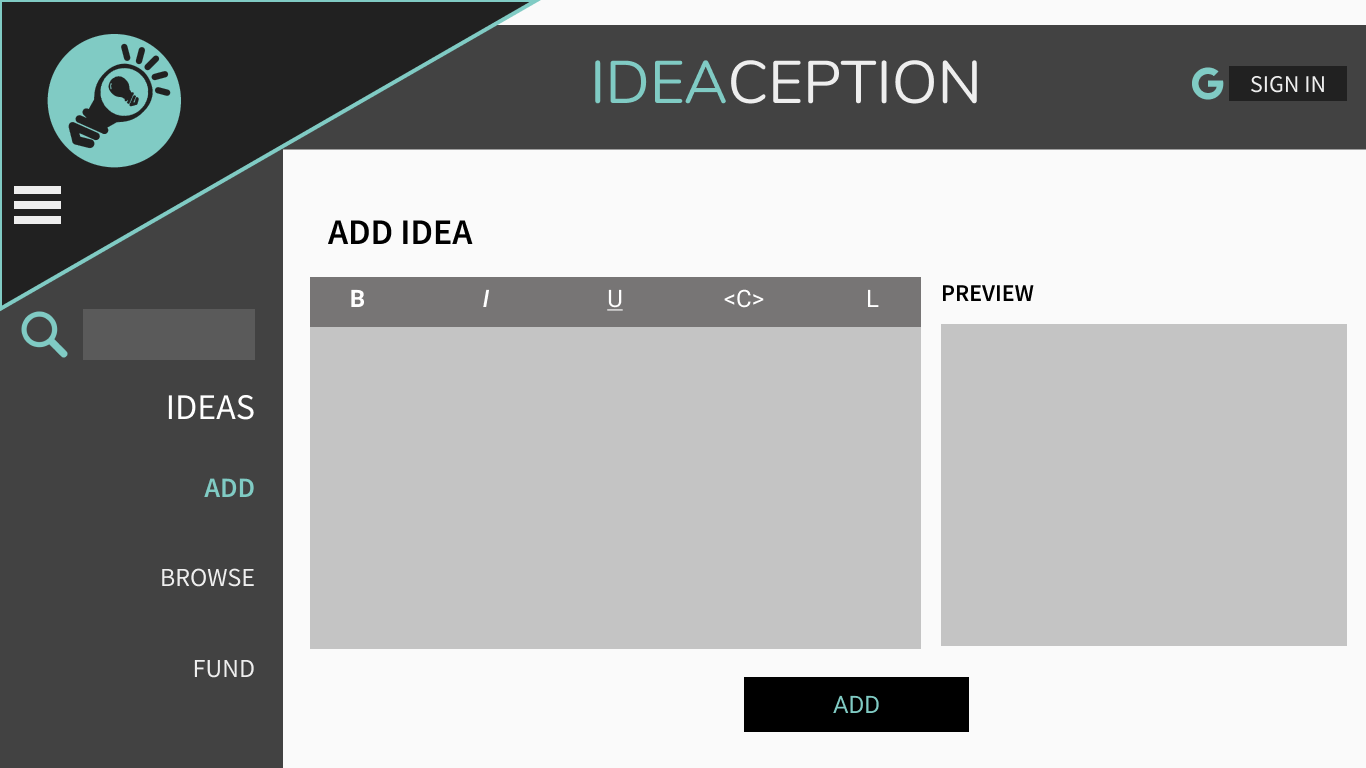 IDEACEPTION
G SIGN IN
ADD IDEA
B I U <C> L
PREVIEW
IDEAS
ADD
BROWSE
FUND
ADD